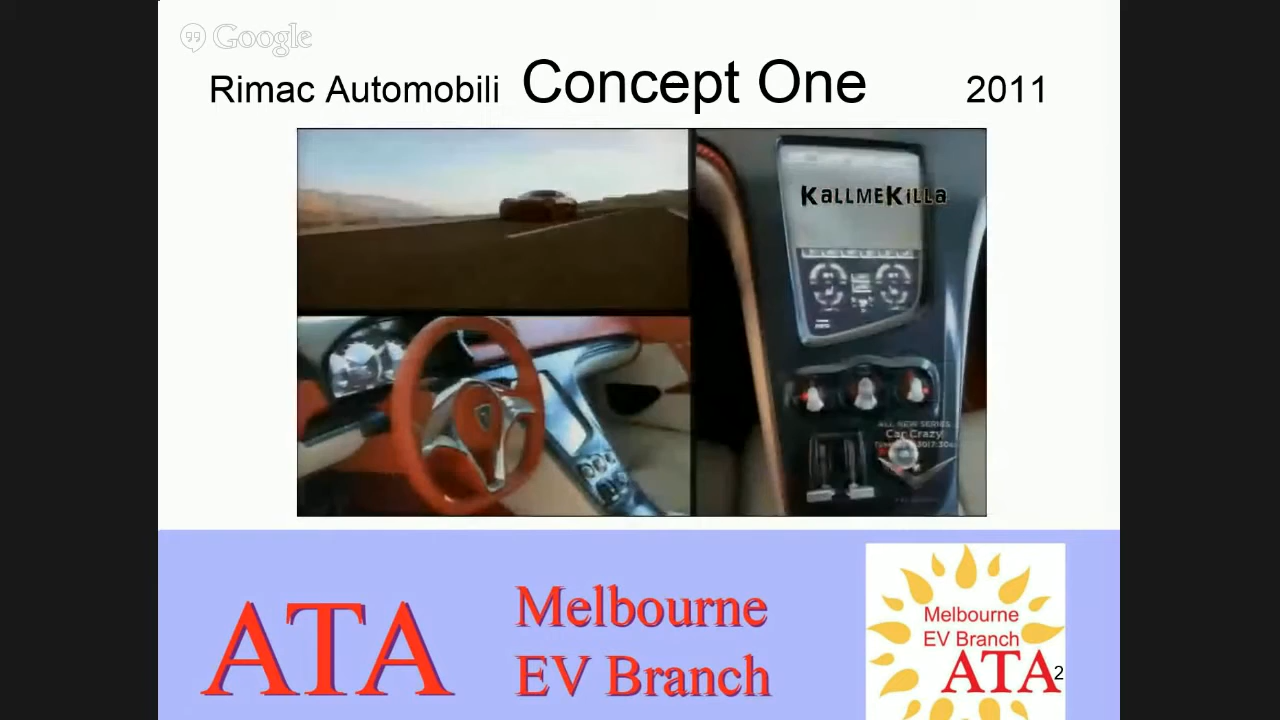 Google
Rimac Automobili Concept One 2011
KallMeKilla
ALL NEW SERIES
Car Crazy
ATA
Melbourne
EV Branch
Melbourne
EV Branch
ATA
2